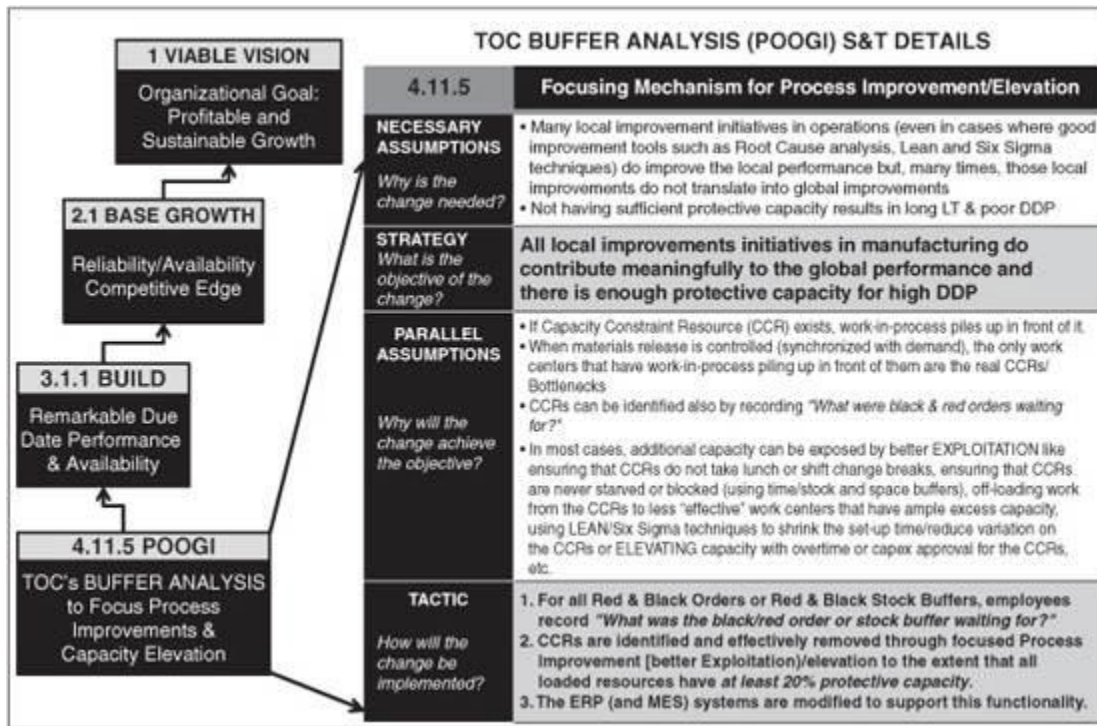 1 VIABLE VISION
Organizational Goal:
Profitable and
Sustainable Growth
2.1 BASE GROWTH
Reliability/Availability
Competitive Edge
3.1.1 BUILD
Remarkable Due
Date Performance
& Availability
4.11.5 POOGI
TOC's BUFFER ANALYSIS
to Focus Process
Improvements &
Capacity Elevation
TOC BUFFER ANALYSIS (POOGI) S&T DETAILS
4.11.5
Focusing Mechanism for Process Improvement/Elevation
NECESSARY
ASSUMPTIONS
Why is the
change needed?
• Many local improvement initiatives in operations (even in cases where good
improvement tools such as Root Cause analysis, Lean and Six Sigma
techniques) do improve the local performance but, many times, those local
improvements do not translate into global improvements
• Not having sufficient protective capacity results in long LT & poor DDP
STRATEGY
What is the
objective of the
change?
All local improvements initiatives in manufacturing do
contribute meaningfully to the global performance and
there is enough protective capacity for high DDP
PARALLEL
ASSUMPTIONS
Why will the
change achieve
the objective?
• If Capacity Constraint Resource (CCR) exists, work-in-process piles up in front of it.
• When materials release is controlled (synchronized with demand), the only work
centers that have work-in-process piling up in front of them are the real CCRs/
Bottlenecks
• CCRs can be identified also by recording "What were black & red orders waiting
for?"
• In most cases, additional capacity can be exposed by better EXPLOITATION like
ensuring that CCRs do not take lunch or shift change breaks, ensuring that CCRs
are never starved or blocked (using time/stock and space buffers), off-loading work
from the CCRs to less "effective" work centers that have ample excess capacity,
using LEAN/Six Sigma techniques to shrink the set-up time/reduce variation on
the CCRs or ELEVATING capacity with overtime or capex approval for the CCRs,
etc.
TACTIC
How will the
change be
implemented?
1. For all Red & Black Orders or Red & Black Stock Buffers, employees
record "What was the black/red order or stock buffer waiting for?"
2. CCRs are identified and effectively removed through focused Process
Improvement [better Exploitation)/elevation to the extent that all
loaded resources have at least 20% protective capacity.
3. The ERP (and MES) systems are modified to support this functionality.